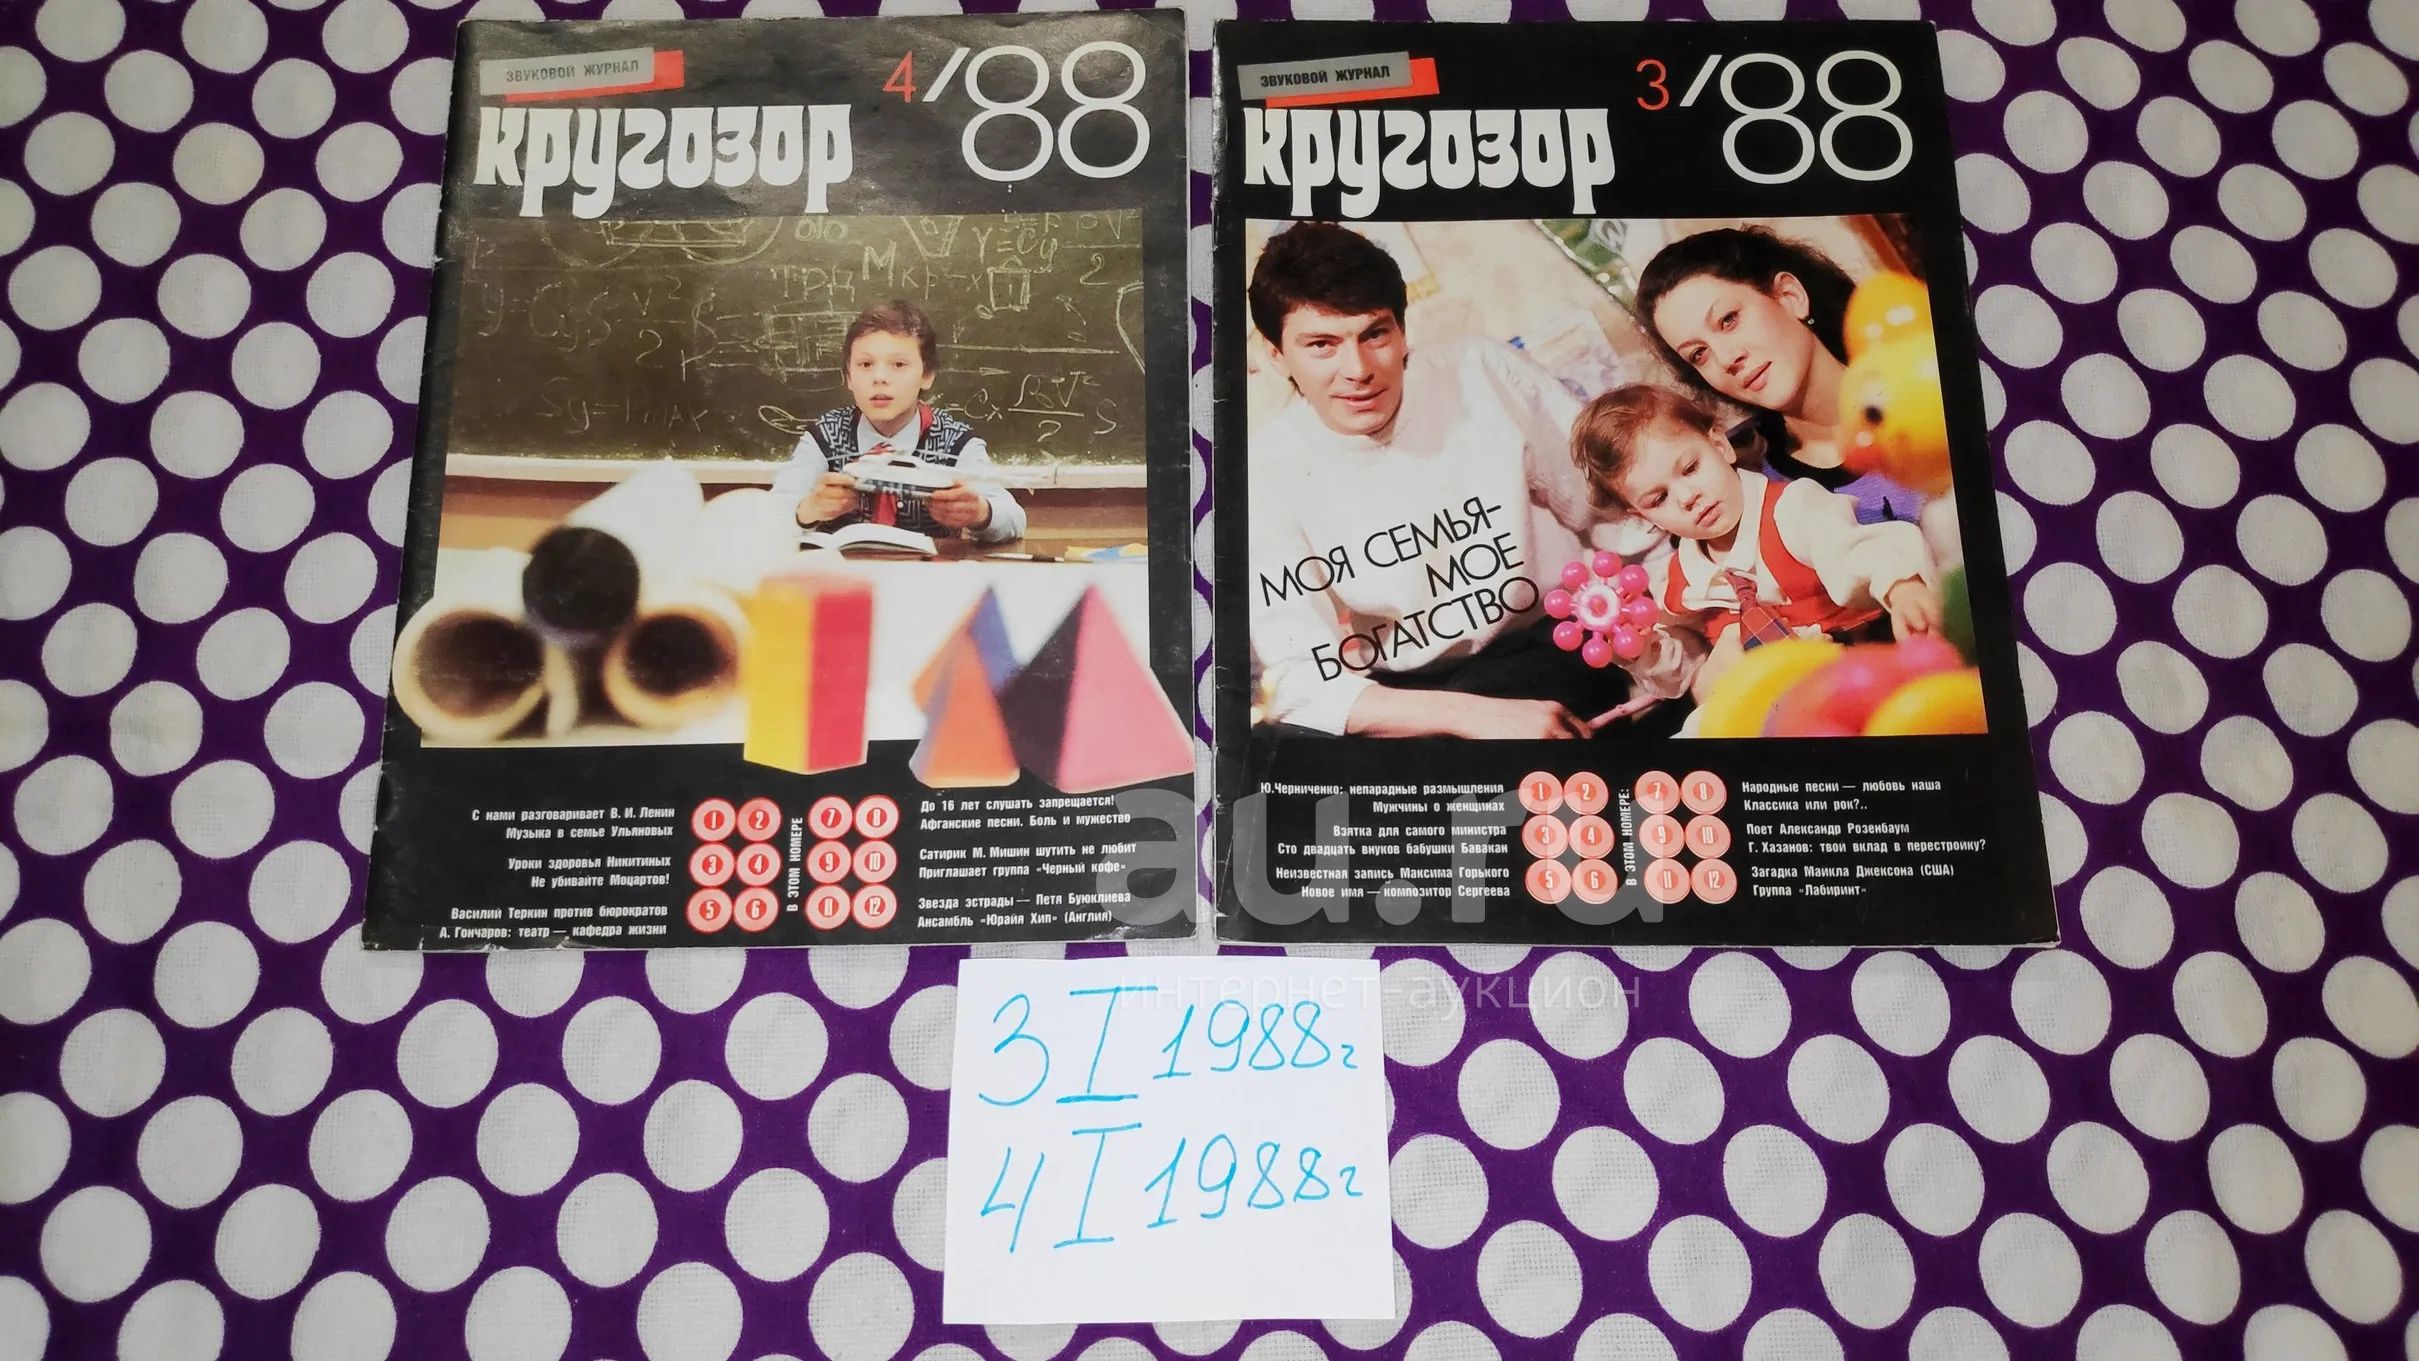 ЗВУКОВОЙ ЖУРНАЛ
кругозор
4/88
С нами разговаривает В. И. Ленин
Музыка в семье Ульяновых
Уроки здоровья Никитиных
Не убивайте Моцартов!
Василий Теркин против бюрократов
А. Гончаров: театр — кафедра жизни
1 2
3 4
5 6
В ЭТОМ НОМЕРЕ
7 8
9 10
11 12
До 16 лет слушать запрещается!
Афганские песни. Боль и мужество
Сатирик М. Мишин шутить не любит
Приглашает группа «Черный кофе»
Звезда эстрады — Петя Буюклиева
Ансамбль «Юрайя Хип» (Англия)
ЗВУКОВОЙ ЖУРНАЛ
кругозор
3/88
МОЯ СЕМЬЯ-
МОЕ
БОГАТСТВО
Ю.Черниченко: непарадные размышления
Мужчины о женщинах
Взятка для самого министра
Сто двадцать внуков бабушки Бавакан
Неизвестная запись Максима Горького
Новое имя — композитор Сергеева
1 2
3 4
5 6
В ЭТОМ НОМЕРЕ:
7 8
9 10
11 12
Народные песни — любовь наша
Классика или рок?..
Поет Александр Розенбаум
Г. Хазанов: твой вклад в перестройку?
Загадка Майкла Джексона (США)
Группа «Лабиринт»
au.ru
интернет-аукцион
3 I 1988г
4 I 1988г